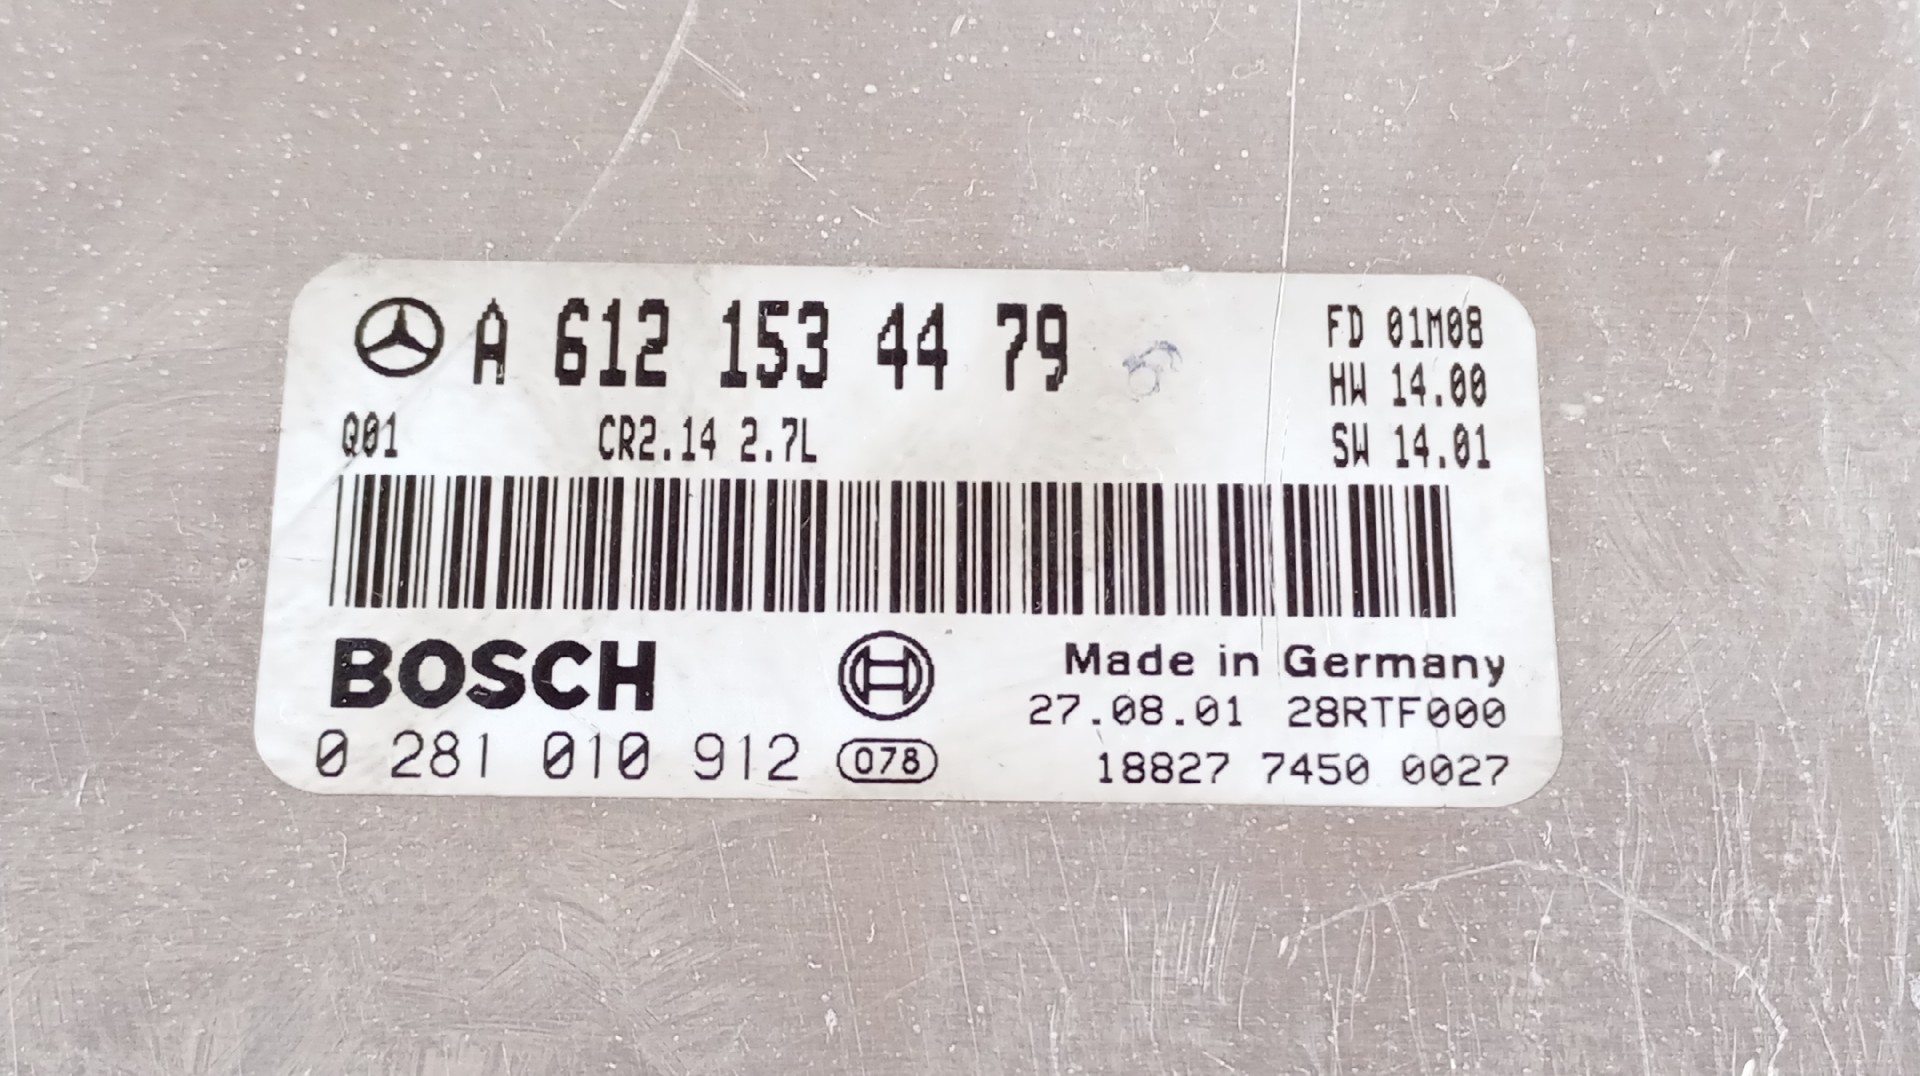 A 612 153 44 79
FD 01M08
HW 14.00
Q01 CR2.14 2.7L
SW 14.01
BOSCH
Made in Germany
27.08.01 28RTF000
0 281 010 912 078
18827 7450 0027